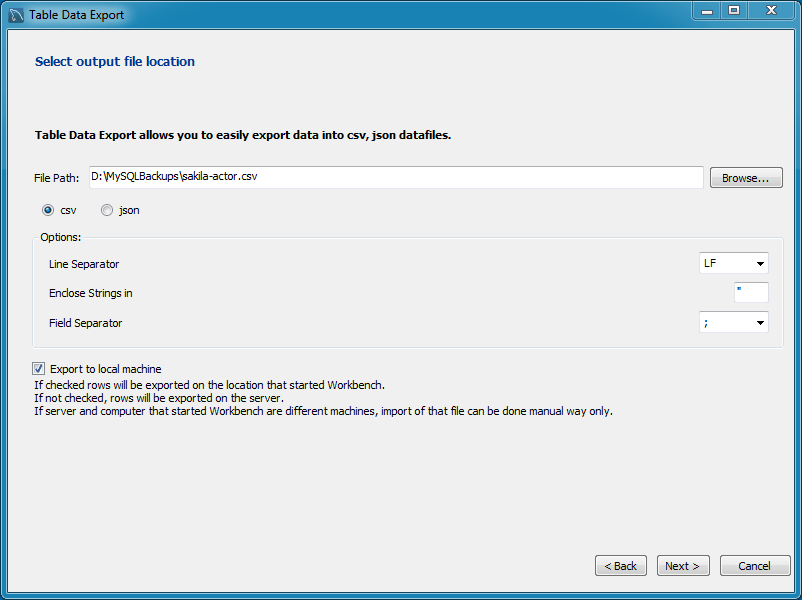 Table Data Export
Select output file location
Table Data Export allows you to easily export data into csv, json datafiles.
File Path: D:\MySQLBackups\sakila-actor.csv Browse...
csv json
Options:
Line Separator LF
Enclose Strings in "
Field Separator ;
Export to local machine
If checked rows will be exported on the location that started Workbench.
If not checked, rows will be exported on the server.
If server and computer that started Workbench are different machines, import of that file can be done manual way only.
< Back Next > Cancel